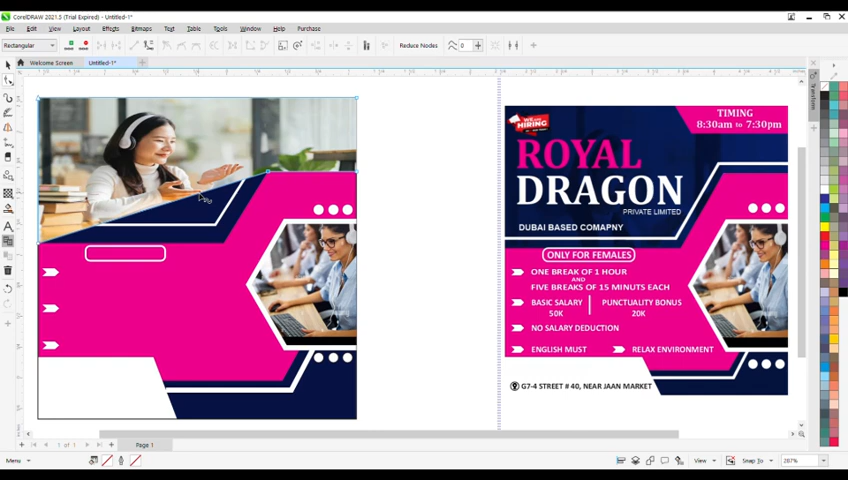 CorelDRAW 2021.5 (Trial Expired) - Untitled-1*
File Edit View Layout Effects Bitmaps Text Table Tools Window Help Purchase
Rectangular
Reduce Nodes
0
Welcome Screen
Untitled-1*
Transform
WE ARE
HIRING
TIMING
8:30am to 7:30pm
ROYAL
DRAGON
PRIVATE LIMITED
DUBAI BASED COMAPNY
ONLY FOR FEMALES
ONE BREAK OF 1 HOUR
AND
FIVE BREAKS OF 15 MINUTS EACH
BASIC SALARY
50K
PUNCTUALITY BONUS
20K
NO SALARY DEDUCTION
ENGLISH MUST
RELAX ENVIRONMENT
G7-4 STREET # 40, NEAR JAAN MARKET
1 of 1
Page 1
Menu
View
Snap To
287%